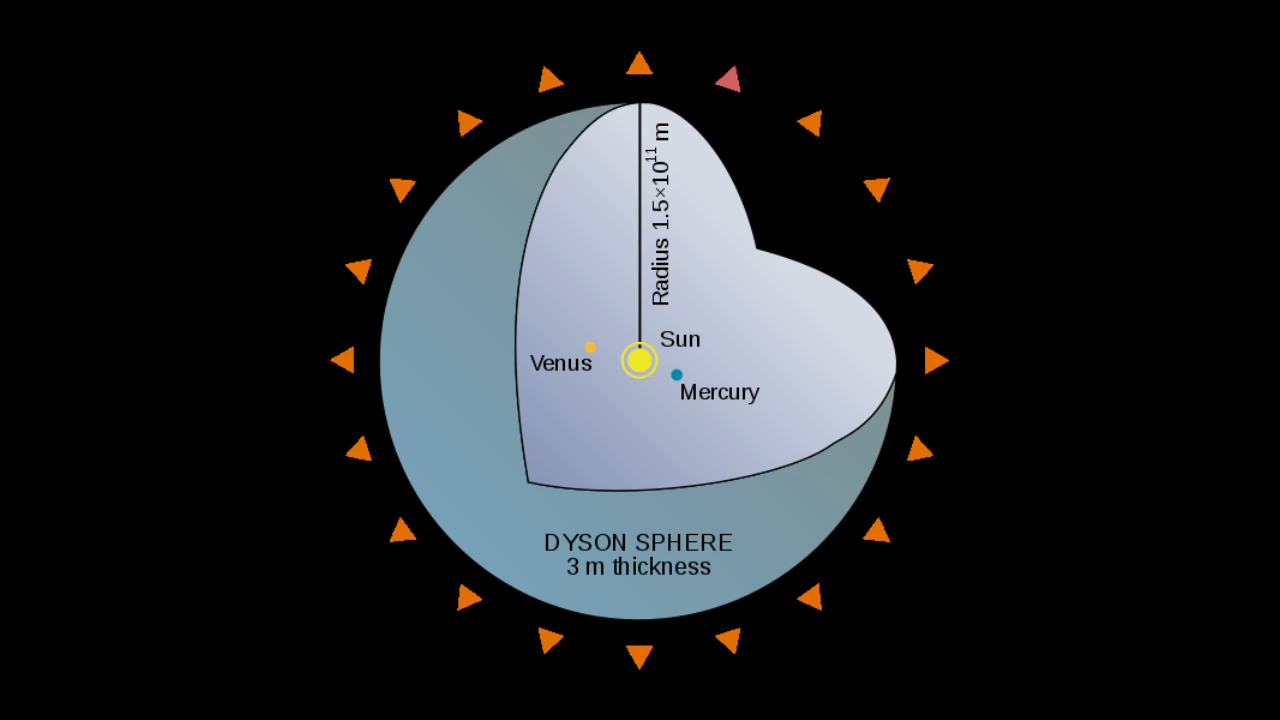 Radius 1.5×10¹¹ m
Sun
Venus
Mercury
DYSON SPHERE
3 m thickness